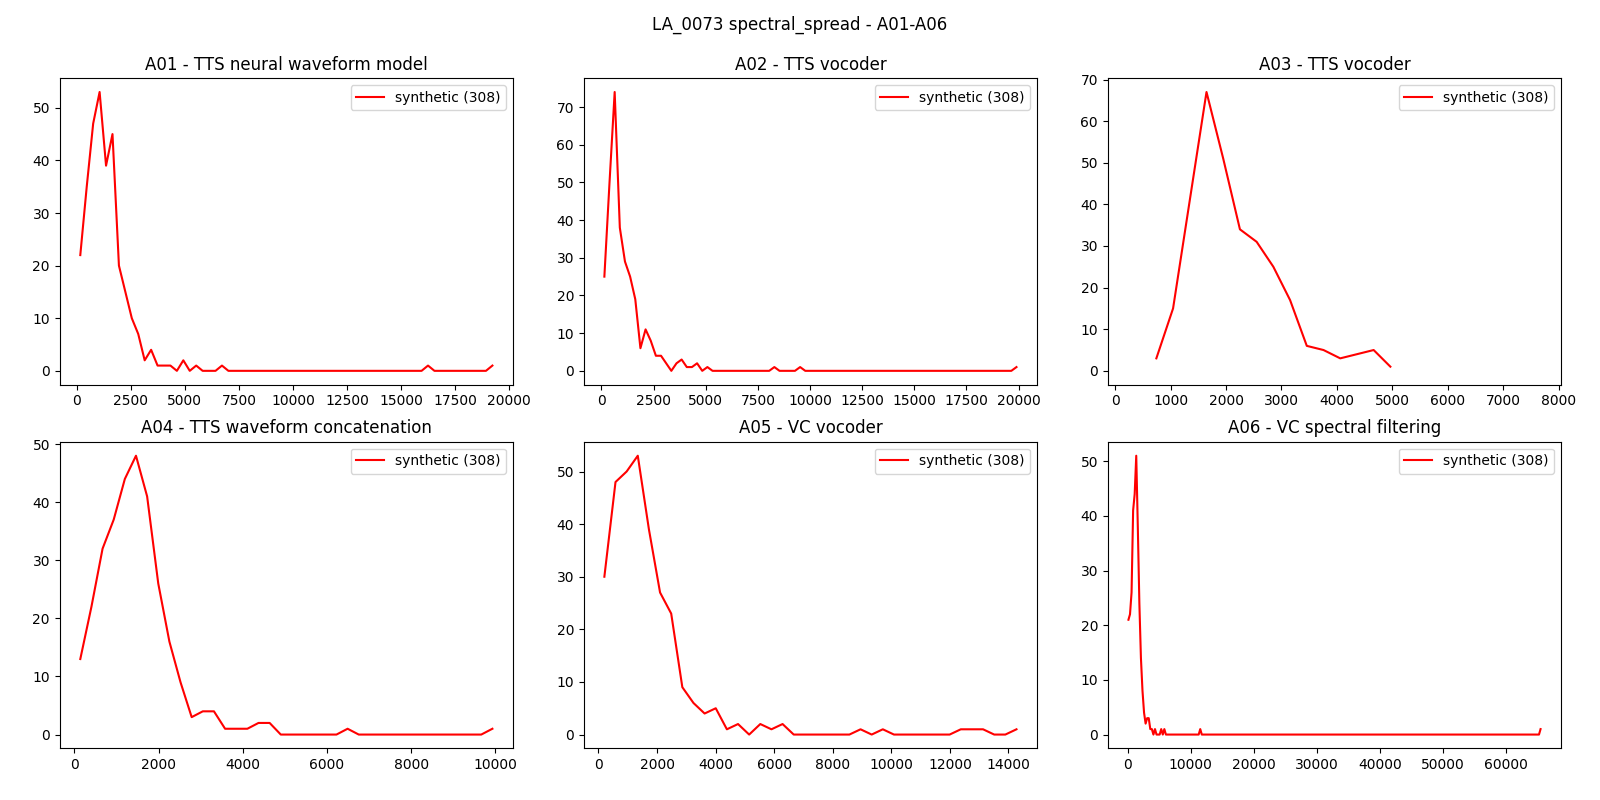 LA_0073 spectral_spread - A01-A06
A01 - TTS neural waveform model
synthetic (308)
0
10
20
30
40
50
0 2500 5000 7500 10000 12500 15000 17500 20000
A02 - TTS vocoder
synthetic (308)
0
10
20
30
40
50
60
70
0 2500 5000 7500 10000 12500 15000 17500 20000
A03 - TTS vocoder
synthetic (308)
0
10
20
30
40
50
60
70
0 1000 2000 3000 4000 5000 6000 7000 8000
A04 - TTS waveform concatenation
synthetic (308)
0
10
20
30
40
50
0 2000 4000 6000 8000 10000
A05 - VC vocoder
synthetic (308)
0
10
20
30
40
50
0 2000 4000 6000 8000 10000 12000 14000
A06 - VC spectral filtering
synthetic (308)
0
10
20
30
40
50
0 10000 20000 30000 40000 50000 60000